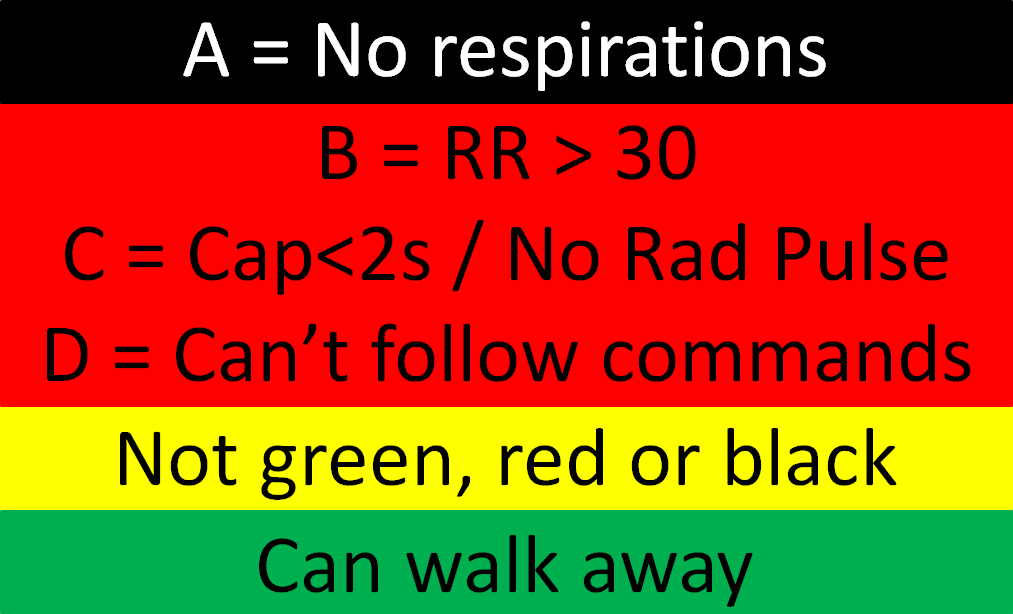 A = No respirations
B = RR > 30
C = Cap<2s / No Rad Pulse
D = Can’t follow commands
Not green, red or black
Can walk away